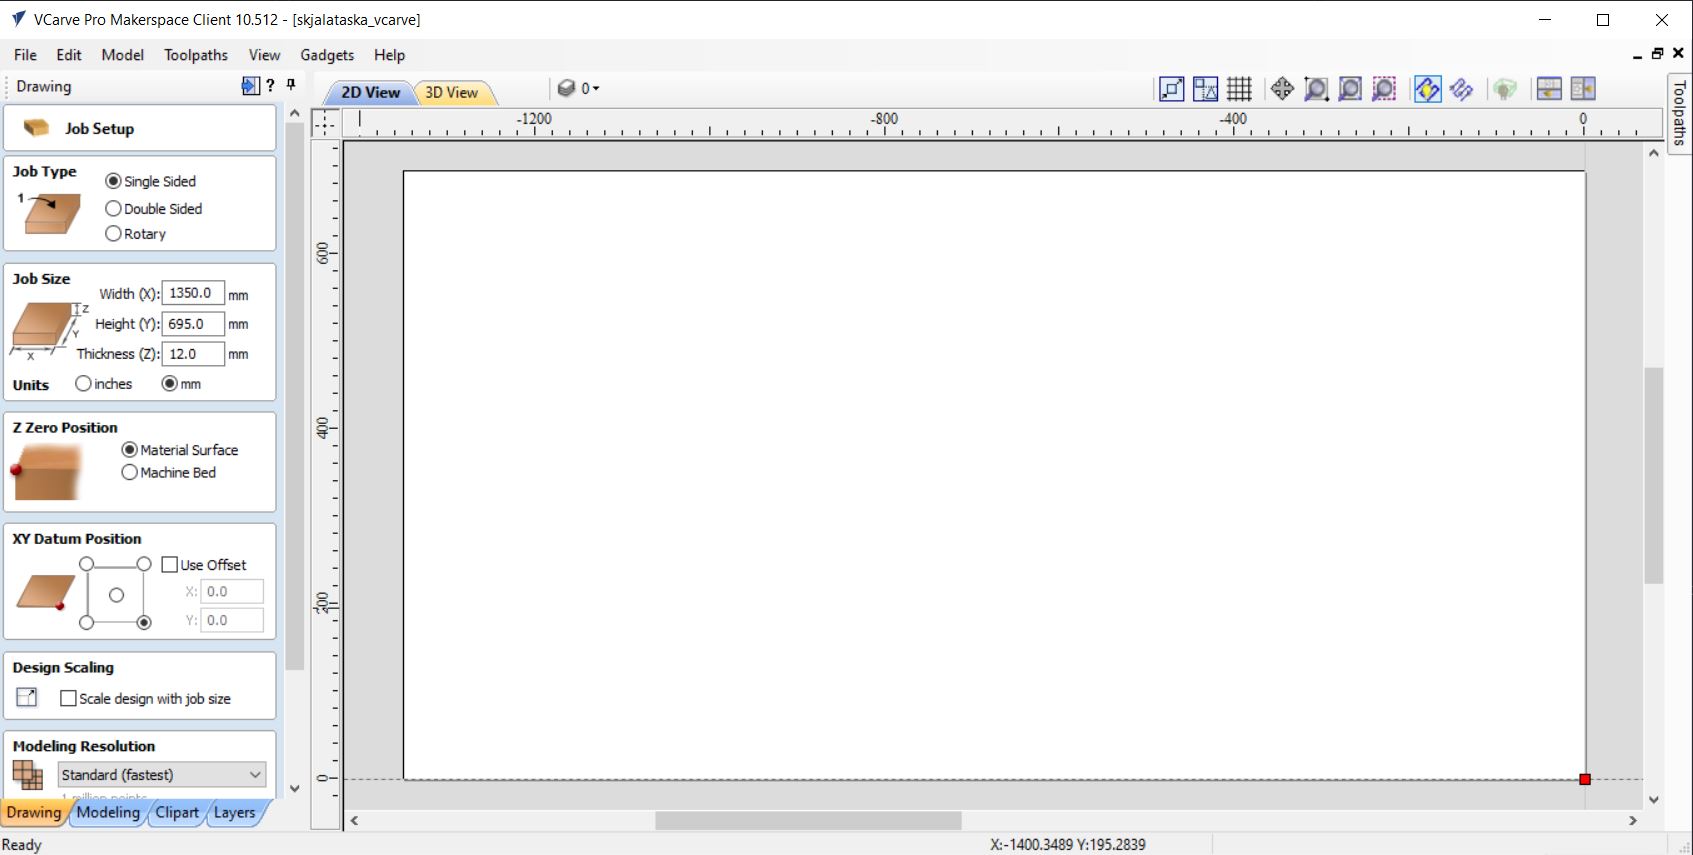 VCarve Pro Makerspace Client 10.512 - [skjalataska_vcarve]
File Edit Model Toolpaths View Gadgets Help
Drawing ?
2D View 3D View 0
Toolpaths
Job Setup
-1200 -800 -400 0
Job Type
1
Single Sided
Double Sided
Rotary
Job Size
Width (X): 1350.0 mm
Height (Y): 695.0 mm
Thickness (Z): 12.0 mm
Z
Y
X
Units inches mm
Z Zero Position
Material Surface
Machine Bed
XY Datum Position
Use Offset
X: 0.0
Y: 0.0
Design Scaling
Scale design with job size
Modeling Resolution
Standard (fastest)
1 million points
600
400
200
0
Drawing Modeling Clipart Layers
Ready X:-1400.3489 Y:195.2839